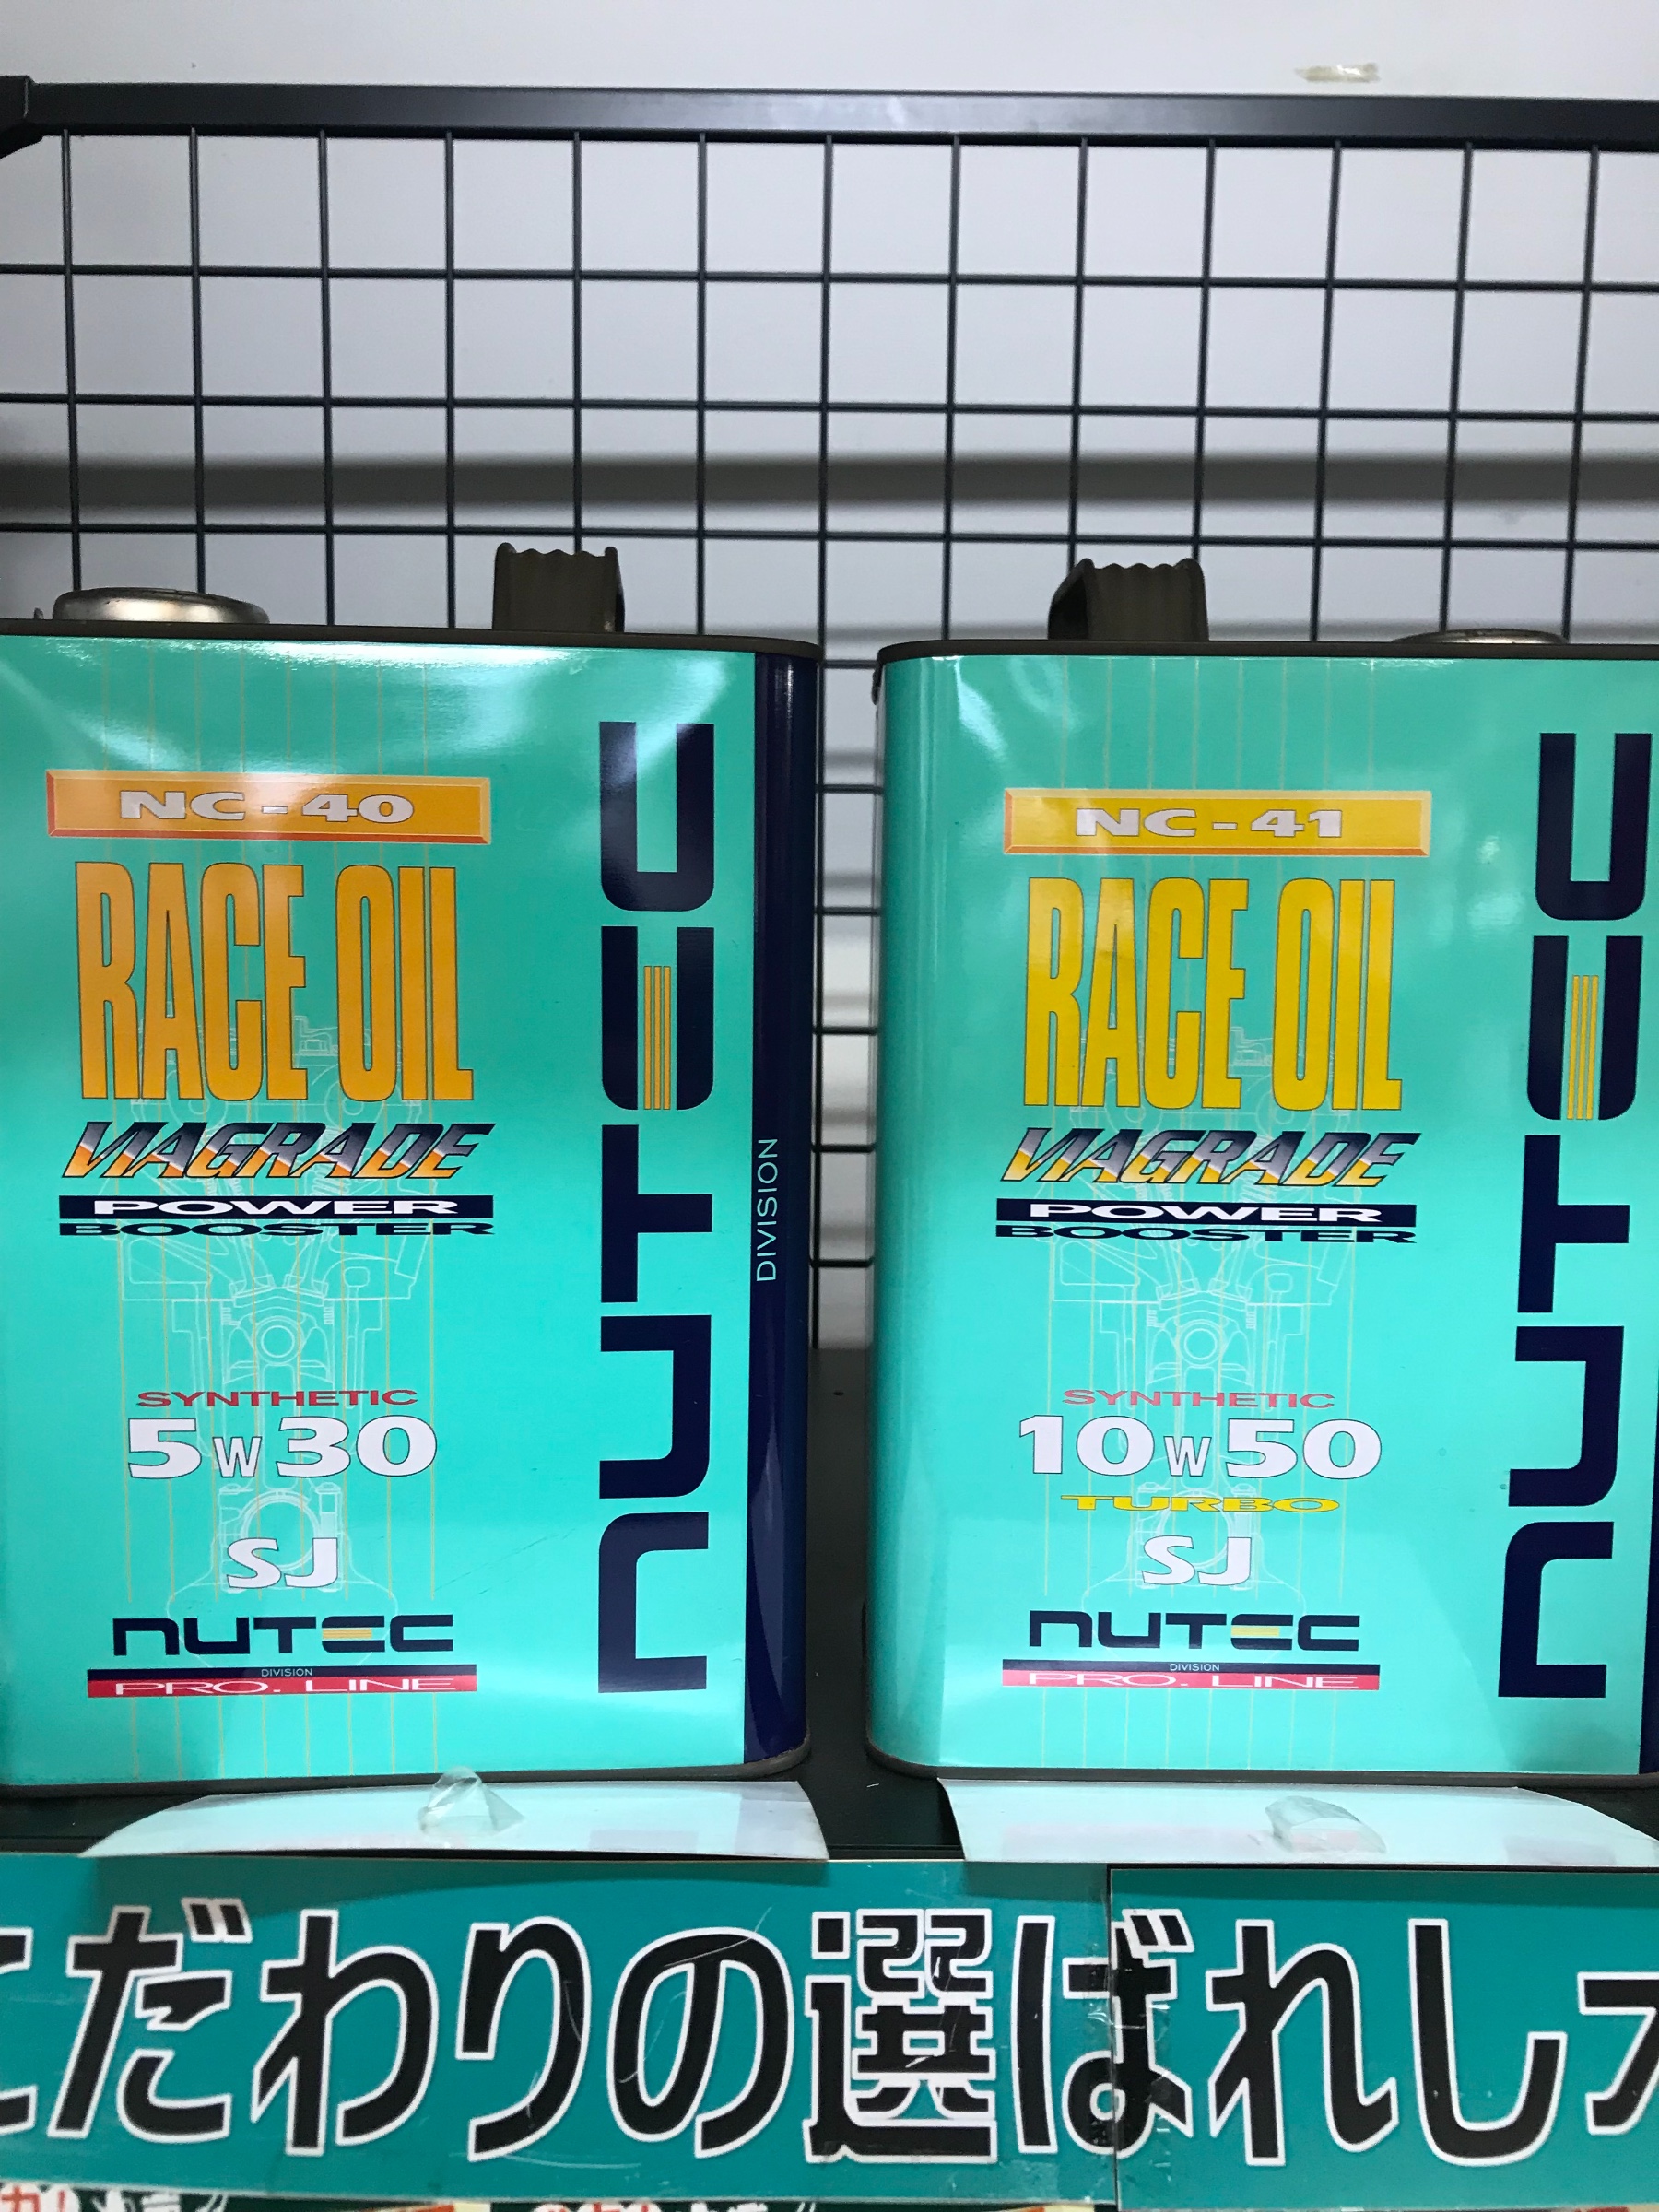 NC-40
RACE OIL
VIAGRADE
POWER
BOOSTER
SYNTHETIC
5W30
SJ
NUTEC
DIVISION
PRO. LINE
NUTEC
DIVISION
NC-41
RACE OIL
VIAGRADE
POWER
BOOSTER
SYNTHETIC
10W50
TURBO
SJ
NUTEC
DIVISION
PRO. LINE
NUTEC
こだわりの選ばれしオ